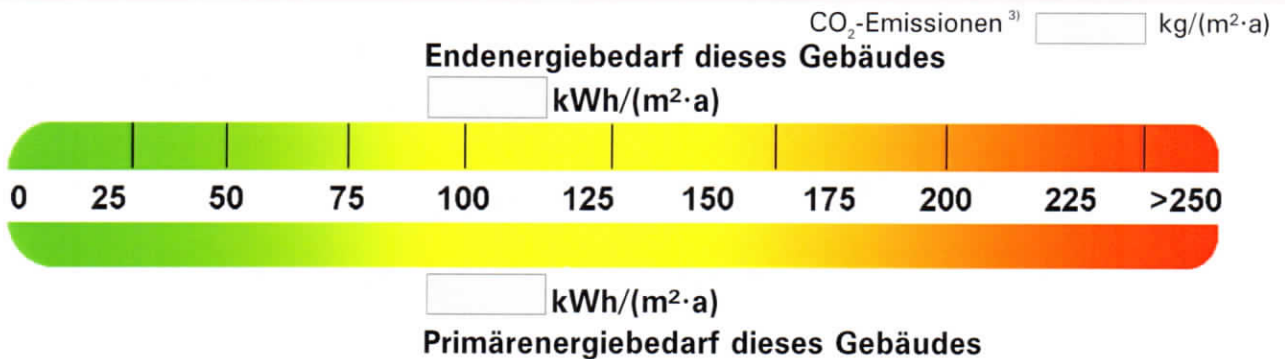 CO₂-Emissionen ³⁾ kg/(m²·a)
Endenergiebedarf dieses Gebäudes
kWh/(m²·a)
0 25 50 75 100 125 150 175 200 225 >250
kWh/(m²·a)
Primärenergiebedarf dieses Gebäudes